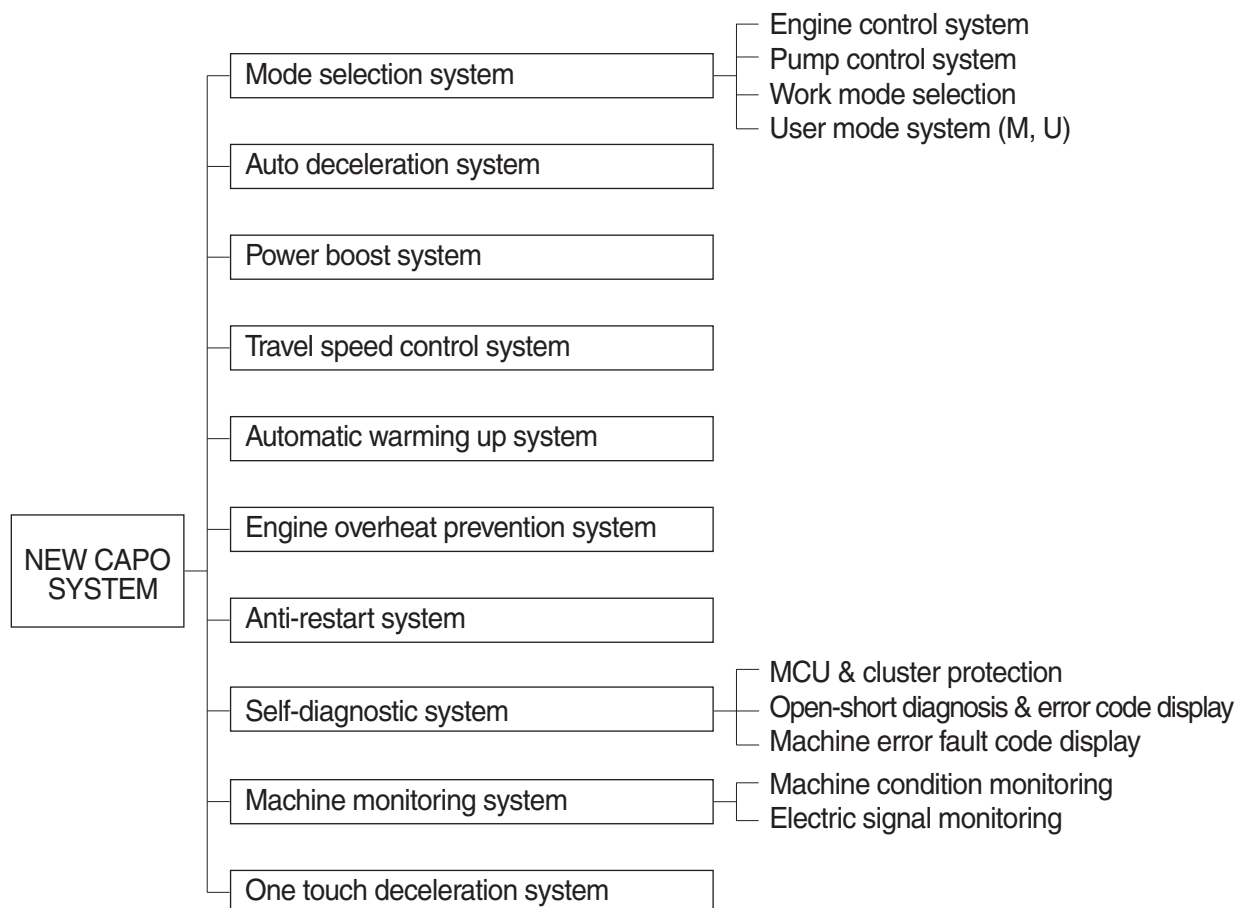 Engine control system
Mode selection system
Pump control system
Work mode selection
User mode system (M, U)
Auto deceleration system
Power boost system
Travel speed control system
Automatic warming up system
Engine overheat prevention system
NEW CAPO
SYSTEM
Anti-restart system
MCU & cluster protection
Self-diagnostic system
Open-short diagnosis & error code display
Machine error fault code display
Machine monitoring system
Machine condition monitoring
Electric signal monitoring
One touch deceleration system